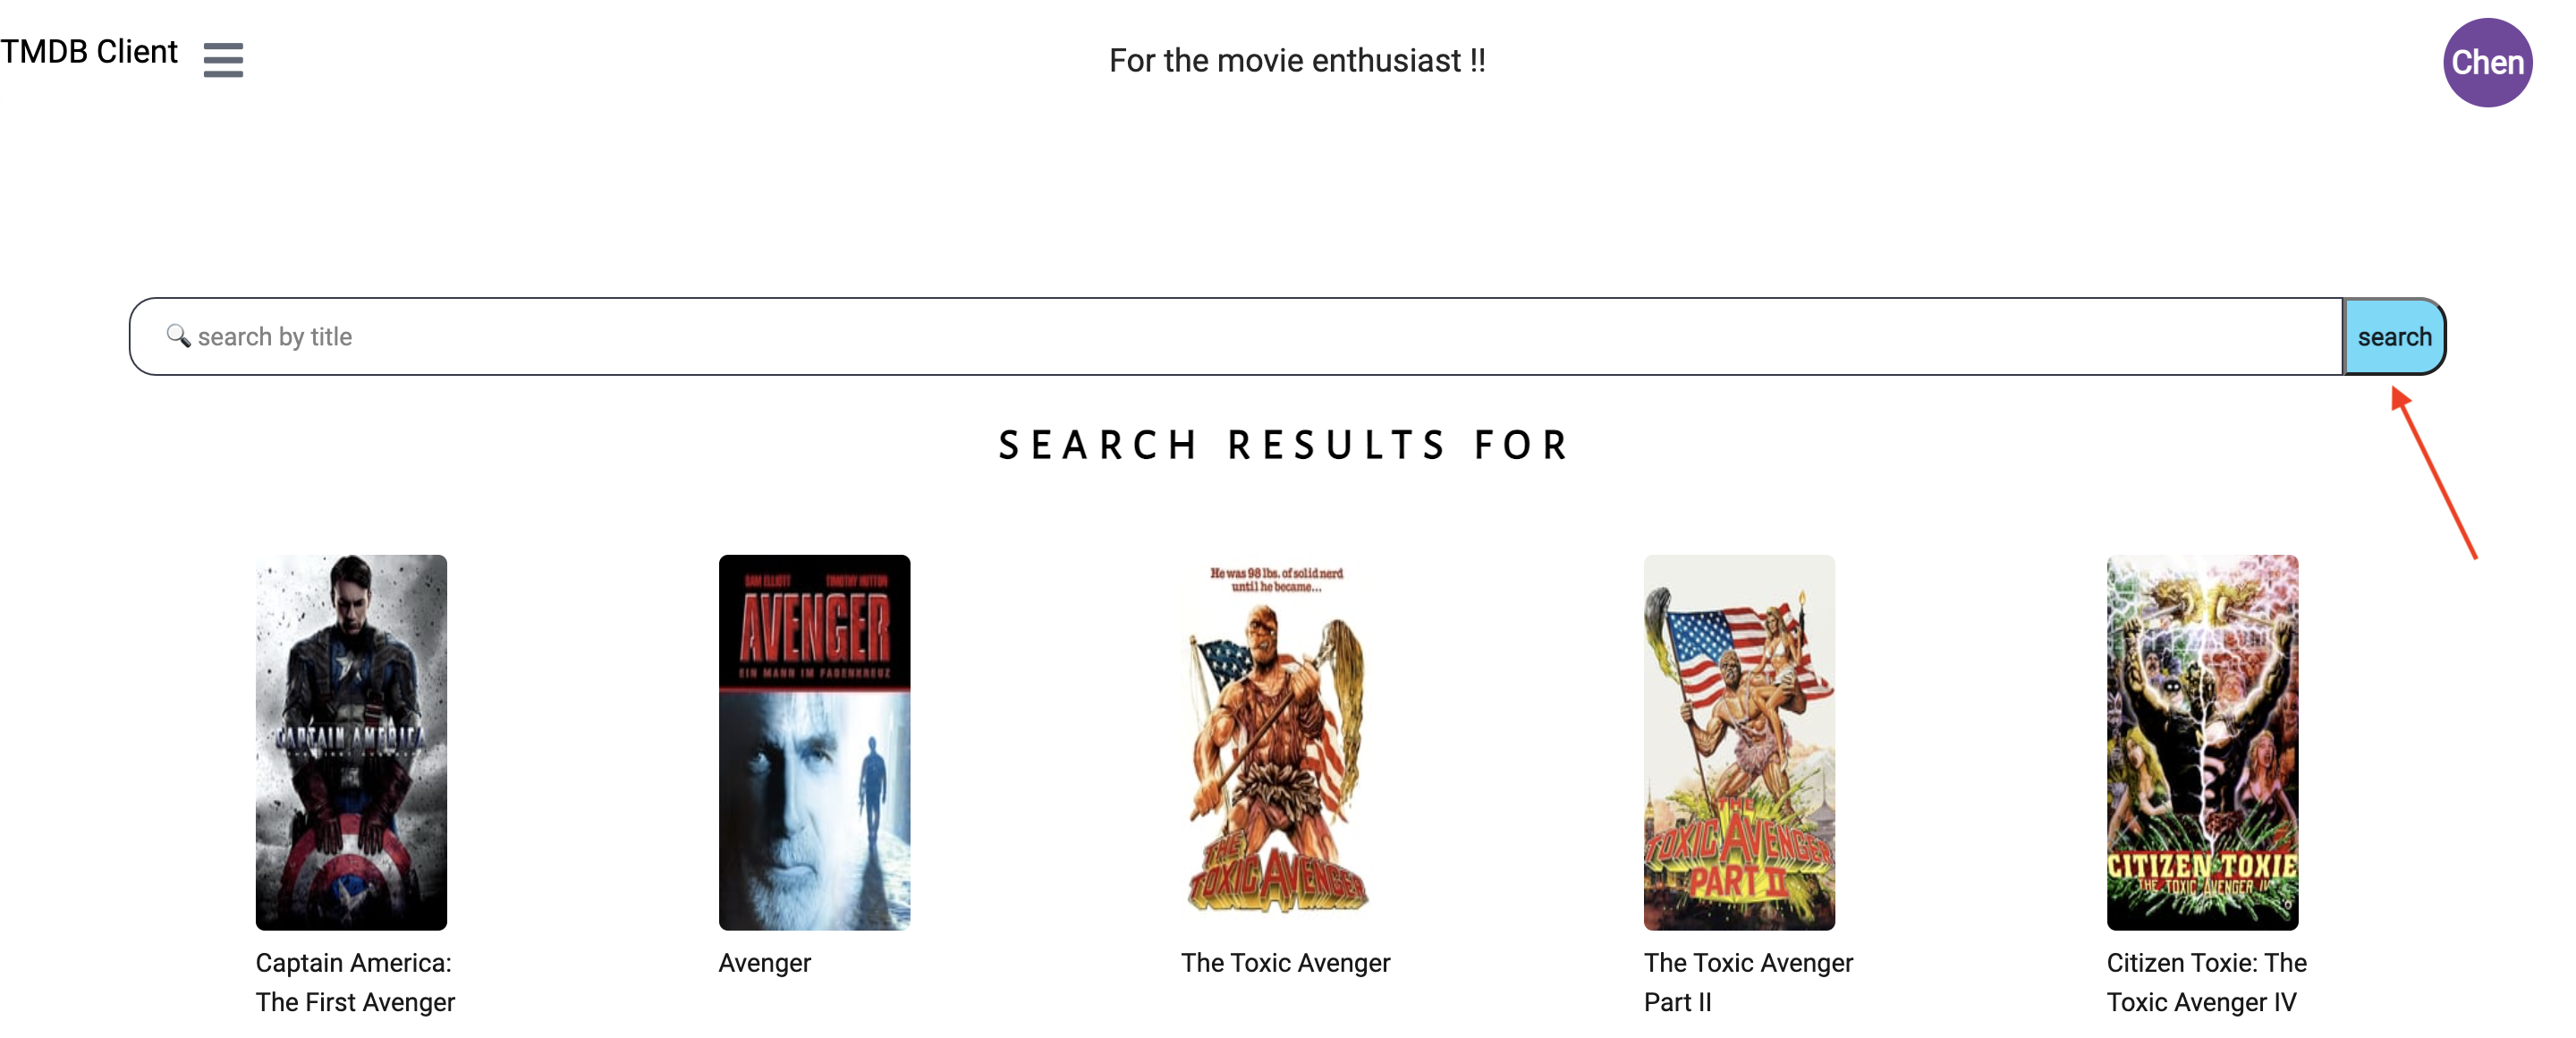 TMDB Client
For the movie enthusiast !!
Chen
search by title
search
SEARCH RESULTS FOR
CAPTAIN AMERICA
SAM ELLIOTT TIMOTHY HUTTON
AVENGER
EIN MANN IM FADENKREUZ
He was 98 lbs. of solid nerd
until he became...
THE
TOXIC AVENGER
THE
TOXIC AVENGER
PART II
CITIZEN TOXIE
THE TOXIC AVENGER IV
Captain America:
The First Avenger
Avenger
The Toxic Avenger
The Toxic Avenger
Part II
Citizen Toxie: The
Toxic Avenger IV